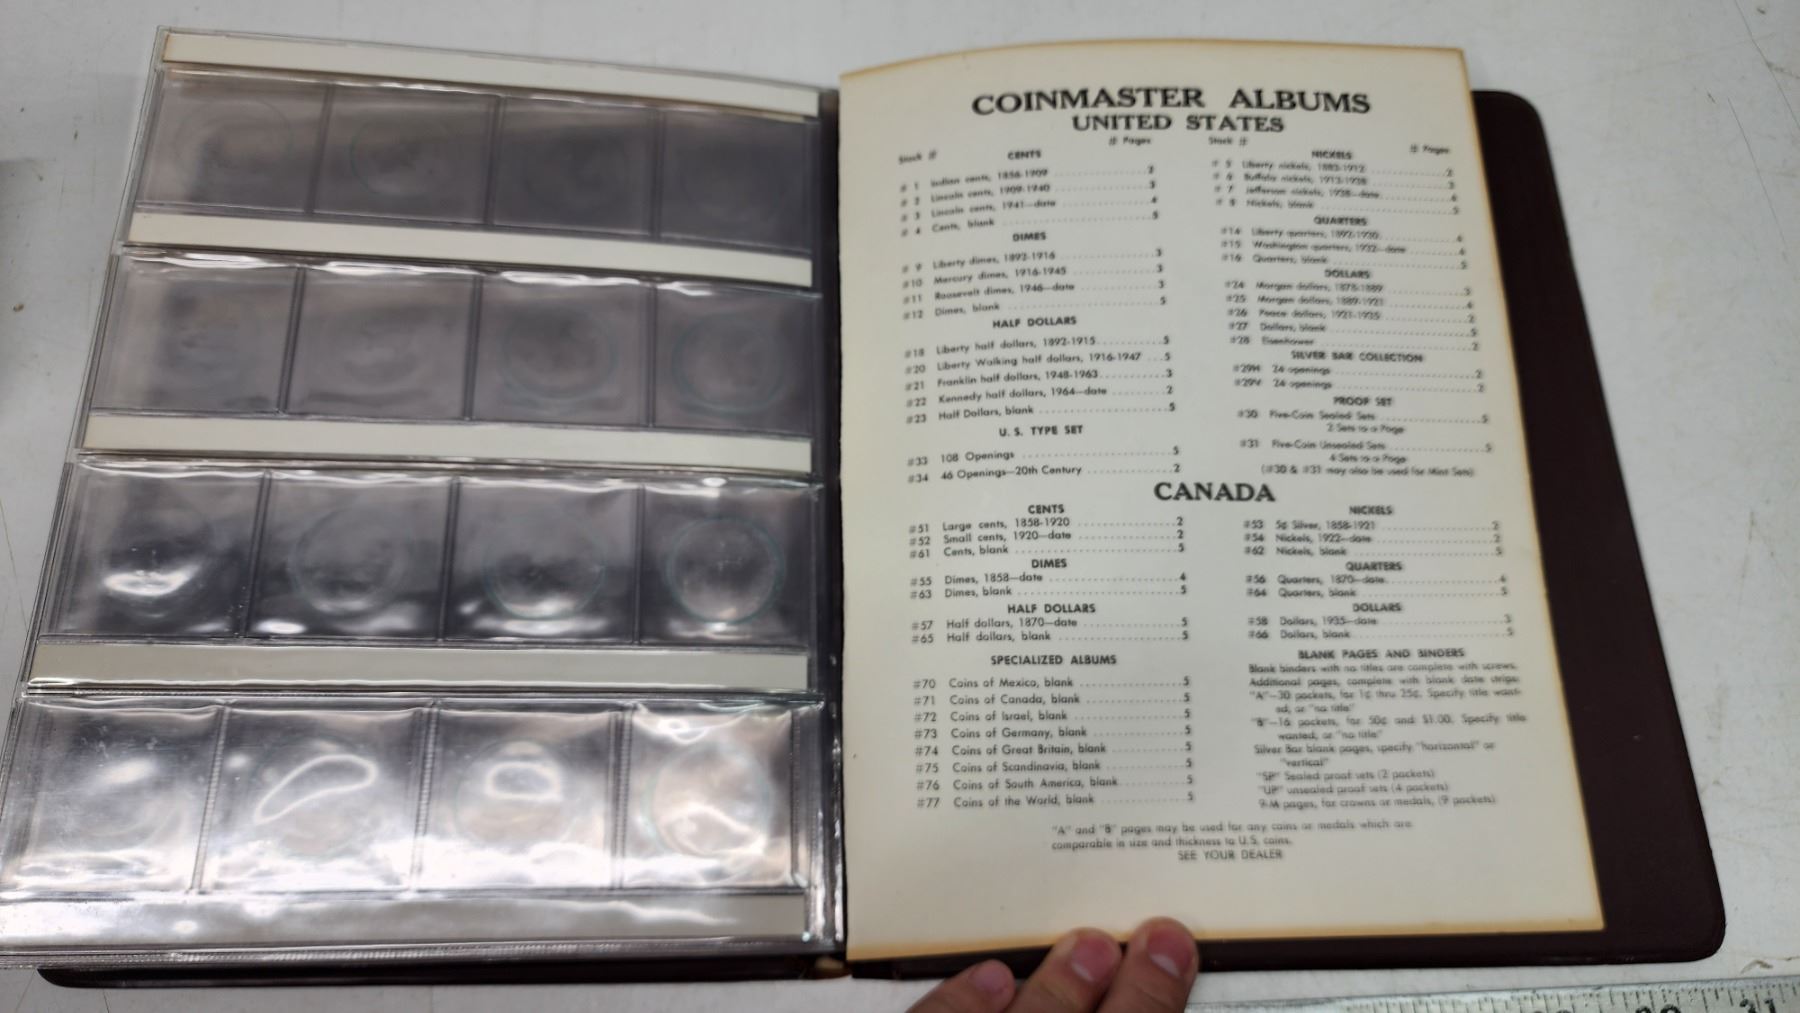 COINMASTER ALBUMS
UNITED STATES
Stock # # Pages
CENTS
# 1 Indian cents, 1856-1909 2
# 2 Lincoln cents, 1909-1940 3
# 3 Lincoln cents, 1941—date 4
# 4 Cents, blank 5
DIMES
# 9 Liberty dimes, 1892-1916 3
#10 Mercury dimes, 1916-1945 3
#11 Roosevelt dimes, 1946—date 3
#12 Dimes, blank 5
HALF DOLLARS
#18 Liberty half dollars, 1892-1915 5
#20 Liberty Walking half dollars, 1916-1947 5
#21 Franklin half dollars, 1948-1963 3
#22 Kennedy half dollars, 1964—date 2
#23 Half Dollars, blank 5
U. S. TYPE SET
#33 108 Openings 5
#34 46 Openings—20th Century 2
Stock # # Pages
NICKELS
# 5 Liberty nickels, 1883-1912 2
# 6 Buffalo nickels, 1913-1938 3
# 7 Jefferson nickels, 1938—date
# 8 Nickels, blank 5
QUARTERS
#14 Liberty quarters, 1892-1930
#15 Washington quarters, 1932—date
#16 Quarters, blank 5
DOLLARS
#24 Morgan dollars, 1878-1889 3
#25 Morgan dollars, 1889-1921
#26 Peace dollars, 1921-1935 2
#27 Dollars, blank 5
#28 Eisenhower 2
SILVER BAR COLLECTION
#29H 24 openings 2
#29V 24 openings 2
PROOF SET
#30 Five-Coin Sealed Sets 5
2 Sets to a Page
#31 Five-Coin Unsealed Sets 5
4 Sets to a Page
(#30 & #31 may also be used for Mint Sets)
CANADA
CENTS
#51 Large cents, 1858-1920 2
#52 Small cents, 1920—date 2
#61 Cents, blank 5
DIMES
#55 Dimes, 1858—date 4
#63 Dimes, blank 5
HALF DOLLARS
#57 Half dollars, 1870—date 5
#65 Half dollars, blank 5
SPECIALIZED ALBUMS
#70 Coins of Mexico, blank 5
#71 Coins of Canada, blank 5
#72 Coins of Israel, blank 5
#73 Coins of Germany, blank 5
#74 Coins of Great Britain, blank 5
#75 Coins of Scandinavia, blank 5
#76 Coins of South America, blank 5
#77 Coins of the World, blank 5
NICKELS
#53 5¢ Silver, 1858-1921 2
#54 Nickels, 1922—date 2
#62 Nickels, blank 5
QUARTERS
#56 Quarters, 1870—date 4
#64 Quarters, blank 5
DOLLARS
#58 Dollars, 1935—date 3
#66 Dollars, blank 5
BLANK PAGES AND BINDERS
Blank binders with no titles are complete with screws.
Additional pages, complete with blank date strips:
"A"—30 pockets, for 1¢ thru 25¢. Specify title want-
ed, or "no title"
"B"—16 pockets, for 50¢ and $1.00. Specify title
wanted, or "no title"
Silver Bar blank pages, specify "horizontal" or
"vertical"
"SP" Sealed proof sets (2 pockets)
"UP" unsealed proof sets (4 pockets)
9-M pages, for crowns or medals, (9 pockets)
"A" and "B" pages may be used for any coins or medals which are
comparable in size and thickness to U.S. coins.
SEE YOUR DEALER
31